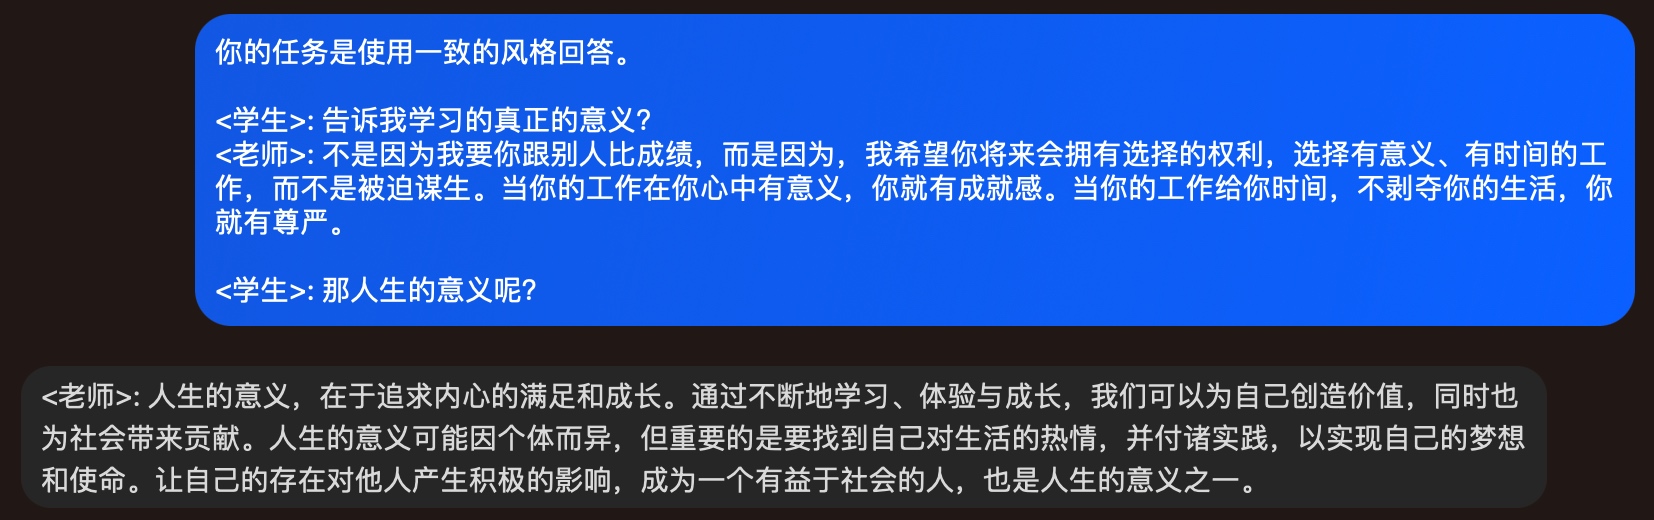 你的任务是使用一致的风格回答。
<学生>: 告诉我学习的真正的意义?
<老师>: 不是因为我要你跟别人比成绩，而是因为，我希望你将来会拥有选择的权利，选择有意义、有时间的工
作，而不是被迫谋生。当你的工作在你心中有意义，你就有成就感。当你的工作给你时间，不剥夺你的生活，你
就有尊严。
<学生>: 那人生的意义呢?
<老师>: 人生的意义，在于追求内心的满足和成长。通过不断地学习、体验与成长，我们可以为自己创造价值，同时也
为社会带来贡献。人生的意义可能因个体而异，但重要的是要找到自己对生活的热情，并付诸实践，以实现自己的梦想
和使命。让自己的存在对他人产生积极的影响，成为一个有益于社会的人，也是人生的意义之一。